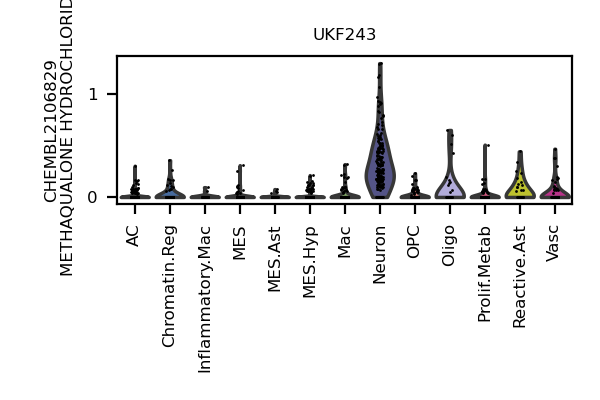 UKF243
CHEMBL2106829
METHAQUALONE HYDROCHLORID
1
0
AC
Chromatin.Reg
Inflammatory.Mac
MES
MES.Ast
MES.Hyp
Mac
Neuron
OPC
Oligo
Prolif.Metab
Reactive.Ast
Vasc